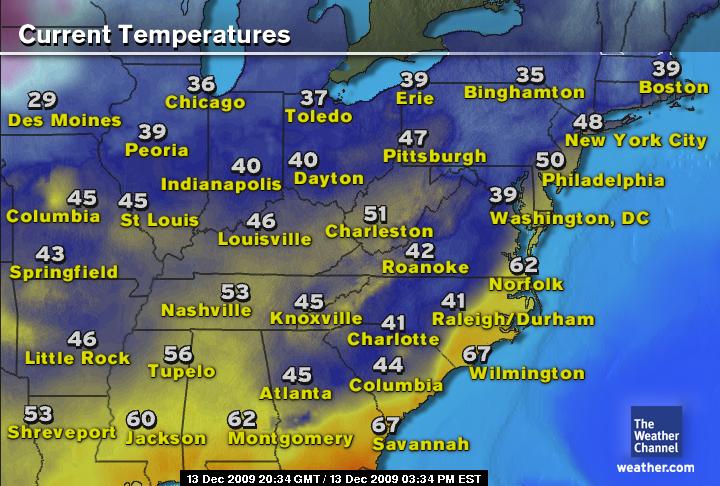 Current Temperatures
29
Des Moines
36
Chicago
37
Toledo
39
Erie
35
Binghamton
39
Boston
39
Peoria
48
New York City
47
Pittsburgh
40
Indianapolis
40
Dayton
50
Philadelphia
45
Columbia
45
St Louis
46
Louisville
51
Charleston
39
Washington, DC
43
Springfield
42
Roanoke
62
Norfolk
53
Nashville
45
Knoxville
41
Raleigh/Durham
41
Charlotte
46
Little Rock
56
Tupelo
45
Atlanta
44
Columbia
67
Wilmington
53
Shreveport
60
Jackson
62
Montgomery
67
Savannah
The
Weather
Channel
weather.com
13 Dec 2009 20:34 GMT / 13 Dec 2009 03:34 PM EST